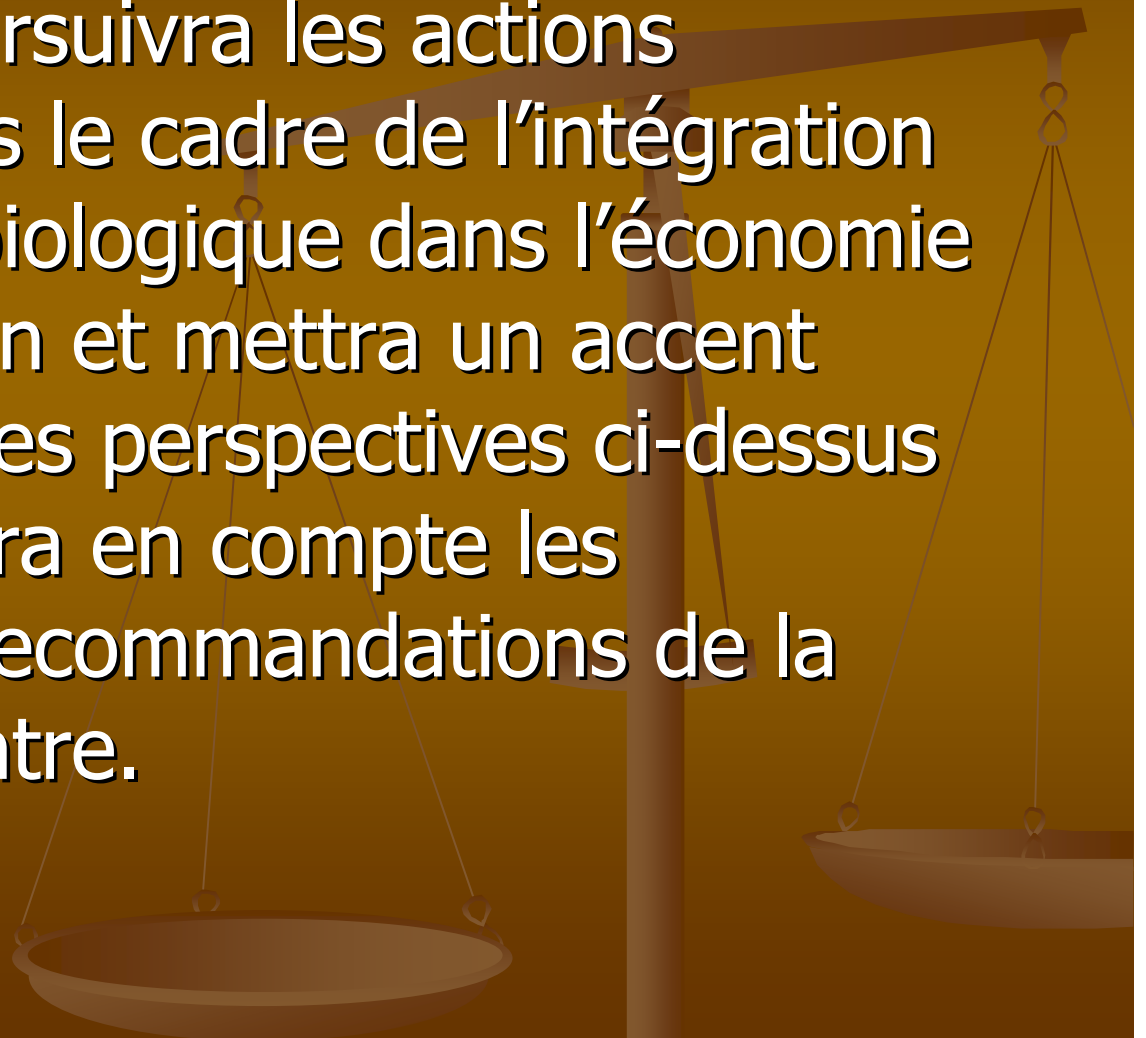 rsuivra les actions
s le cadre de l’intégration
biologique dans l’économie
n et mettra un accent
es perspectives ci-dessus
ra en compte les
ecommandations de la
ntre.